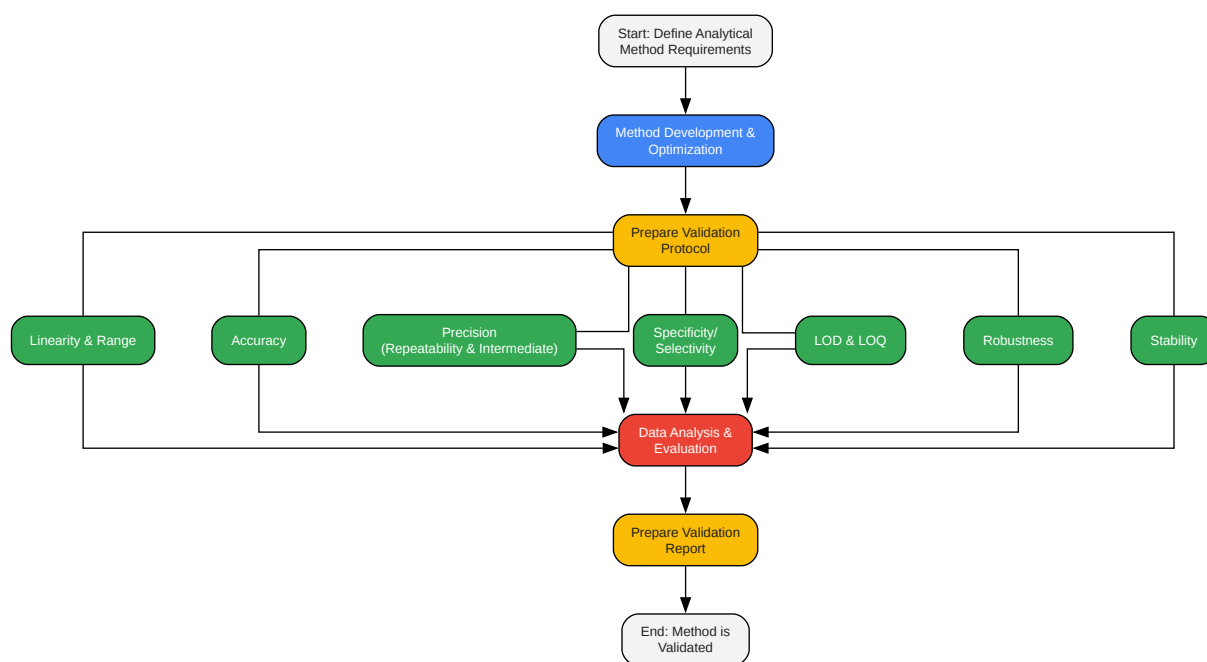 Start: Define Analytical
Method Requirements
Method Development &
Optimization
Prepare Validation
Protocol
Linearity & Range
Accuracy
Precision
(Repeatability & Intermediate)
Specificity/
Selectivity
LOD & LOQ
Robustness
Stability
Data Analysis &
Evaluation
Prepare Validation
Report
End: Method is
Validated